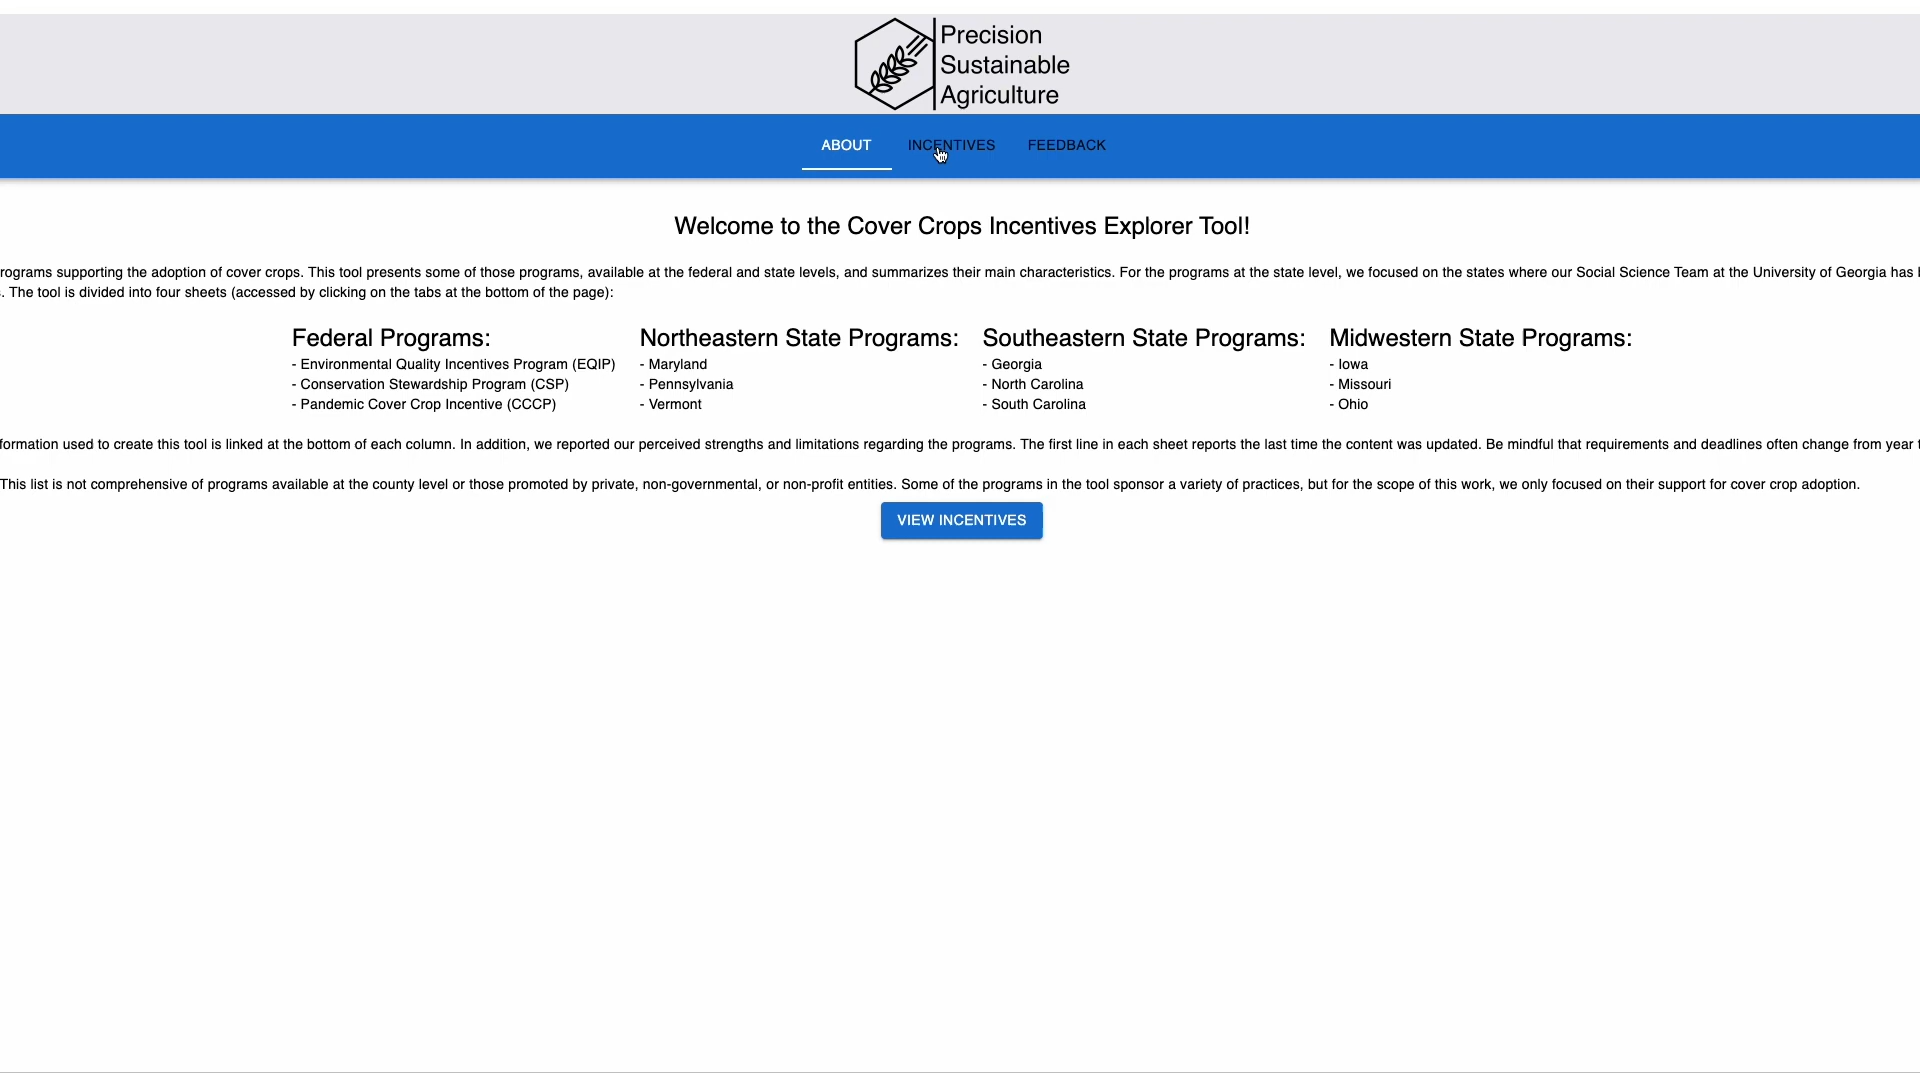 Precision
Sustainable
Agriculture
ABOUT INCENTIVES FEEDBACK
Welcome to the Cover Crops Incentives Explorer Tool!
supporting the adoption of cover crops. This tool presents some of those programs, available at the federal and state levels, and summarizes their main characteristics. For the programs at the state level, we focused on the states where our Social Science Team at the University of Georgia has
. The tool is divided into four sheets (accessed by clicking on the tabs at the bottom of the page):
Federal Programs:
- Environmental Quality Incentives Program (EQIP)
- Conservation Stewardship Program (CSP)
- Pandemic Cover Crop Incentive (CCCP)
Northeastern State Programs:
- Maryland
- Pennsylvania
- Vermont
Southeastern State Programs:
- Georgia
- North Carolina
- South Carolina
Midwestern State Programs:
- Iowa
- Missouri
- Ohio
used to create this tool is linked at the bottom of each column. In addition, we reported our perceived strengths and limitations regarding the programs. The first line in each sheet reports the last time the content was updated. Be mindful that requirements and deadlines often change from year
This list is not comprehensive of programs available at the county level or those promoted by private, non-governmental, or non-profit entities. Some of the programs in the tool sponsor a variety of practices, but for the scope of this work, we only focused on their support for cover crop adoption.
VIEW INCENTIVES